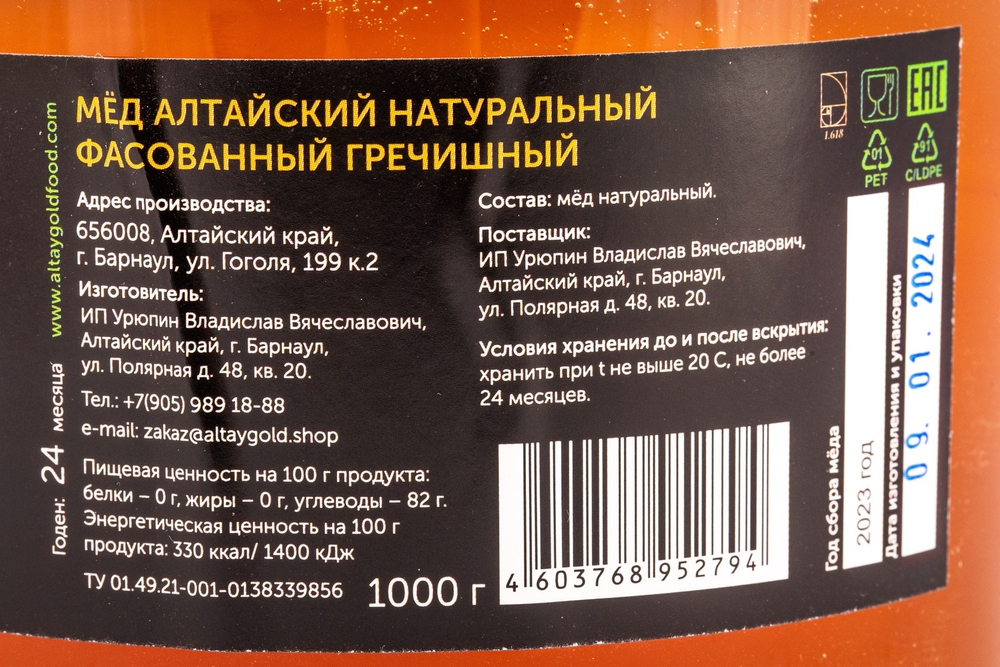 МЁД АЛТАЙСКИЙ НАТУРАЛЬНЫЙ
ФАСОВАННЫЙ ГРЕЧИШНЫЙ
Адрес производства:
656008, Алтайский край,
г. Барнаул, ул. Гоголя, 199 к.2
Изготовитель:
ИП Урюпин Владислав Вячеславович,
Алтайский край, г. Барнаул,
ул. Полярная д. 48, кв. 20.
Тел.: +7(905) 989 18-88
e-mail: zakaz@altaygold.shop
Пищевая ценность на 100 г продукта:
белки – 0 г, жиры – 0 г, углеводы – 82 г.
Энергетическая ценность на 100 г
продукта: 330 ккал/ 1400 кДж
ТУ 01.49.21-001-0138339856
1000 г
Состав: мёд натуральный.
Поставщик:
ИП Урюпин Владислав Вячеславович,
Алтайский край, г. Барнаул,
ул. Полярная д. 48, кв. 20.
Условия хранения до и после вскрытия:
хранить при t не выше 20 С, не более
24 месяцев.
4 603768 952794
Годен: 24 месяца www.altaygoldfood.com
1.618
EAC
01
PET
91
C/LDPE
Год сбора мёда
2023 год
Дата изготовления и упаковки
09. 01. 2024